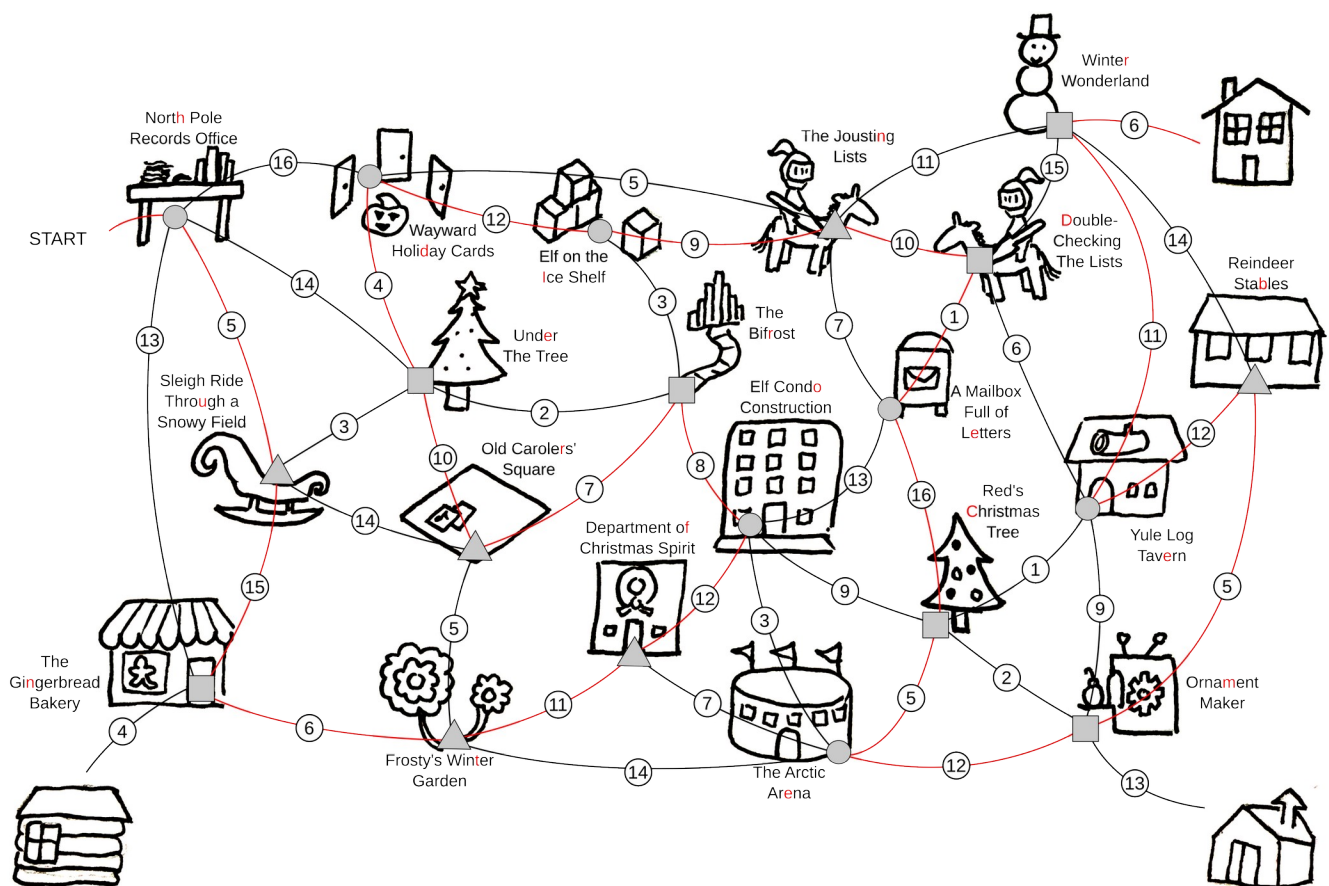 Winter
Wonderland
6
North Pole
Records Office
The Jousting
Lists
16
11
15
5
START
12
Wayward
Holiday Cards
9
Elf on the
Ice Shelf
10
Double-
Checking
The Lists
14
Reindeer
Stables
14
4
3
The
Bifrost
1
5
13
7
6
11
Under
The Tree
Sleigh Ride
Through a
Snowy Field
2
Elf Condo
Construction
A Mailbox
Full of
Letters
3
10
Old Carolers'
Square
8
13
12
7
16
Red's
Christmas
Tree
14
Department of
Christmas Spirit
Yule Log
Tavern
15
12
9
1
5
5
3
9
The
Gingerbread
Bakery
2
Ornament
Maker
11
7
5
4
6
Frosty's Winter
Garden
14
The Arctic
Arena
12
13